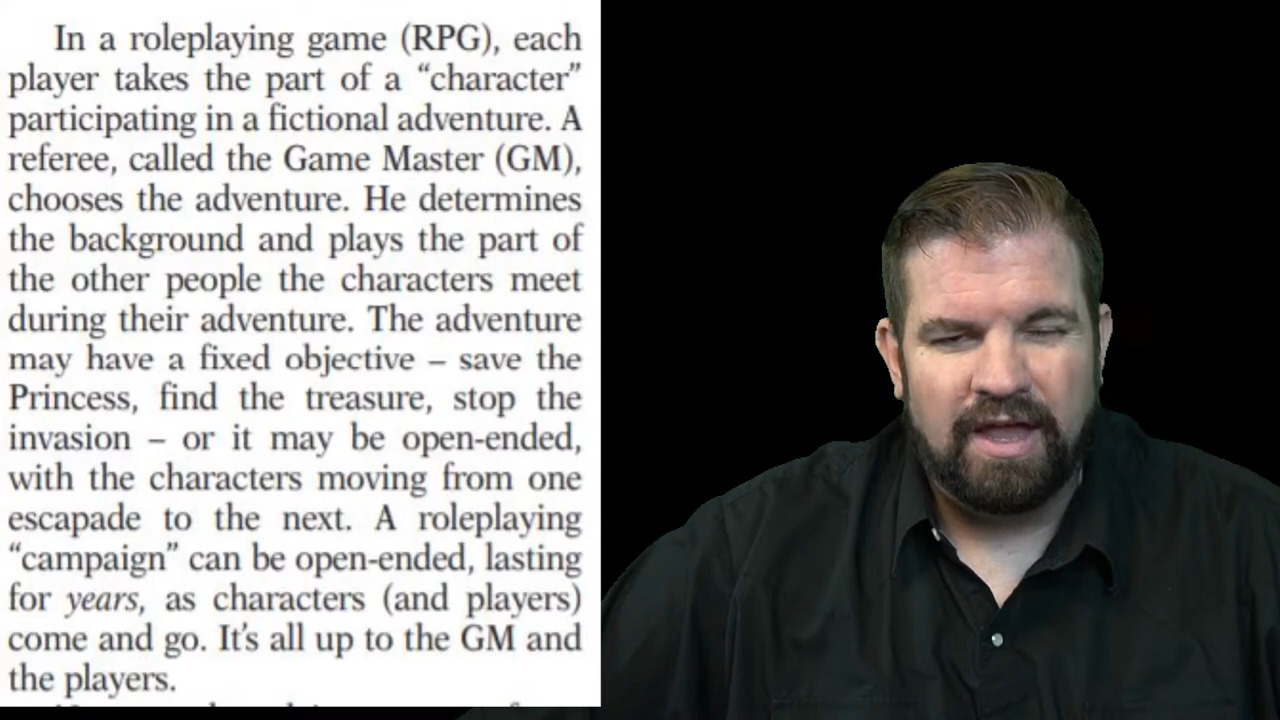 In a roleplaying game (RPG), each
player takes the part of a “character”
participating in a fictional adventure. A
referee, called the Game Master (GM),
chooses the adventure. He determines
the background and plays the part of
the other people the characters meet
during their adventure. The adventure
may have a fixed objective – save the
Princess, find the treasure, stop the
invasion – or it may be open-ended,
with the characters moving from one
escapade to the next. A roleplaying
“campaign” can be open-ended, lasting
for years, as characters (and players)
come and go. It’s all up to the GM and
the players.